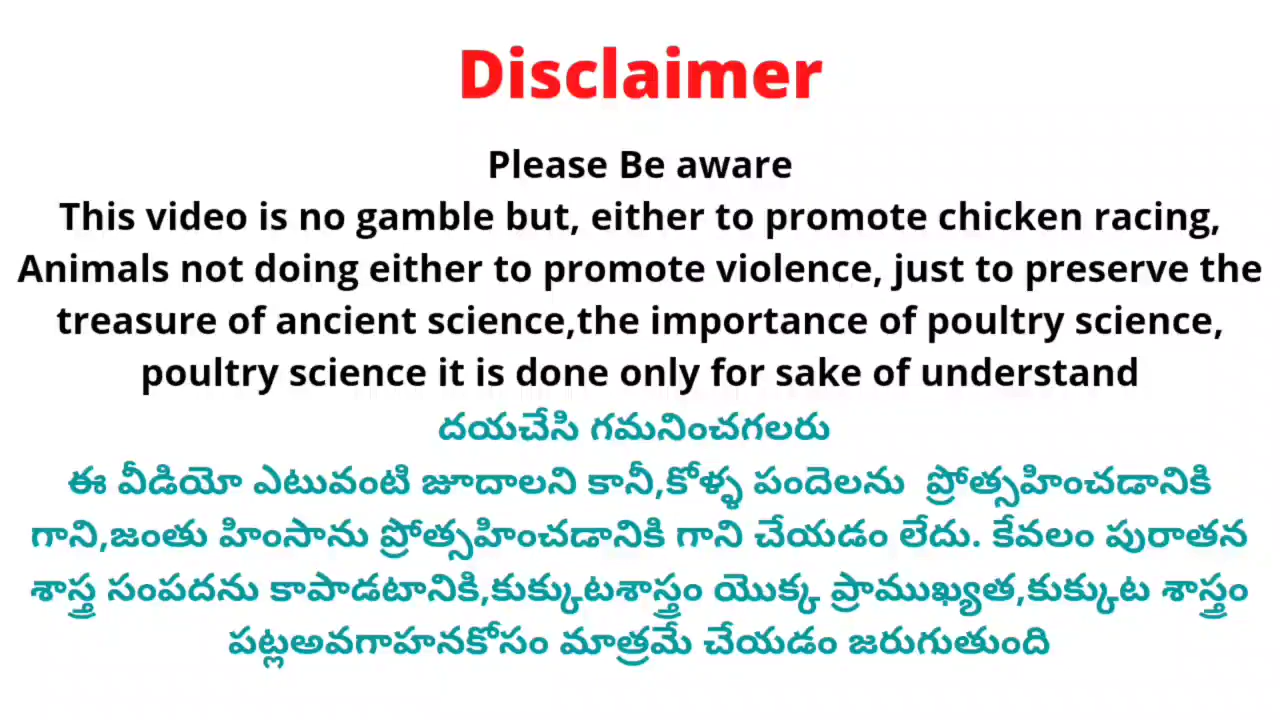 Disclaimer
Please Be aware
This video is no gamble but, either to promote chicken racing,
Animals not doing either to promote violence, just to preserve the
treasure of ancient science,the importance of poultry science,
poultry science it is done only for sake of understand
దయచేసి గమనించగలరు
ఈ వీడియో ఎటువంటి జూదాలని కానీ,కోళ్ళ పందెలను ప్రోత్సహించడానికి
గాని,జంతు హింసాను ప్రోత్సహించడానికి గాని చేయడం లేదు. కేవలం పురాతన
శాస్త్ర సంపదను కాపాడటానికి,కుక్కుటశాస్త్రం యొక్క ప్రాముఖ్యత,కుక్కుట శాస్త్రం
పట్లఅవగాహనకోసం మాత్రమే చేయడం జరుగుతుంది